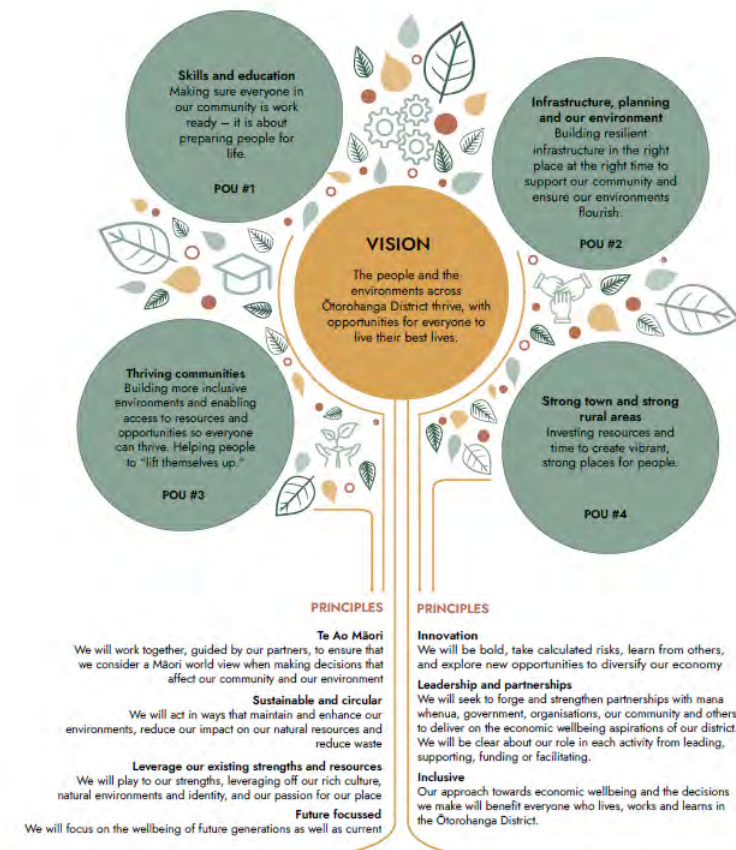 Skills and education
Making sure everyone in
our community is work
ready – it is about
preparing people for
life.
POU #1
Infrastructure, planning
and our environment
Building resilient
infrastructure in the right
place at the right time to
support our community and
ensure our environments
flourish.
POU #2
VISION
The people and the
environments across
Ōtorohanga District thrive, with
opportunities for everyone to
live their best lives.
Thriving communities
Building more inclusive
environments and enabling
access to resources and
opportunities so everyone
can thrive. Helping people
to “lift themselves up.”
POU #3
Strong town and strong
rural areas
Investing resources and
time to create vibrant,
strong places for people.
POU #4
PRINCIPLES
Te Ao Māori
We will work together, guided by our partners, to ensure that
we consider a Māori world view when making decisions that
affect our community and our environment
Sustainable and circular
We will act in ways that maintain and enhance our
environments, reduce our impact on our natural resources and
reduce waste
Leverage our existing strengths and resources
We will play to our strengths, leveraging off our rich culture,
natural environments and identity, and our passion for our place
Future focussed
We will focus on the wellbeing of future generations as well as current
PRINCIPLES
Innovation
We will be bold, take calculated risks, learn from others,
and explore new opportunities to diversify our economy
Leadership and partnerships
We will seek to forge and strengthen partnerships with mana
whenua, government, organisations, our community and others
to deliver on the economic wellbeing aspirations of our district.
We will be clear about our role in each activity from leading,
supporting, funding or facilitating.
Inclusive
Our approach towards economic wellbeing and the decisions
we make will benefit everyone who lives, works and learns in
the Ōtorohanga District.